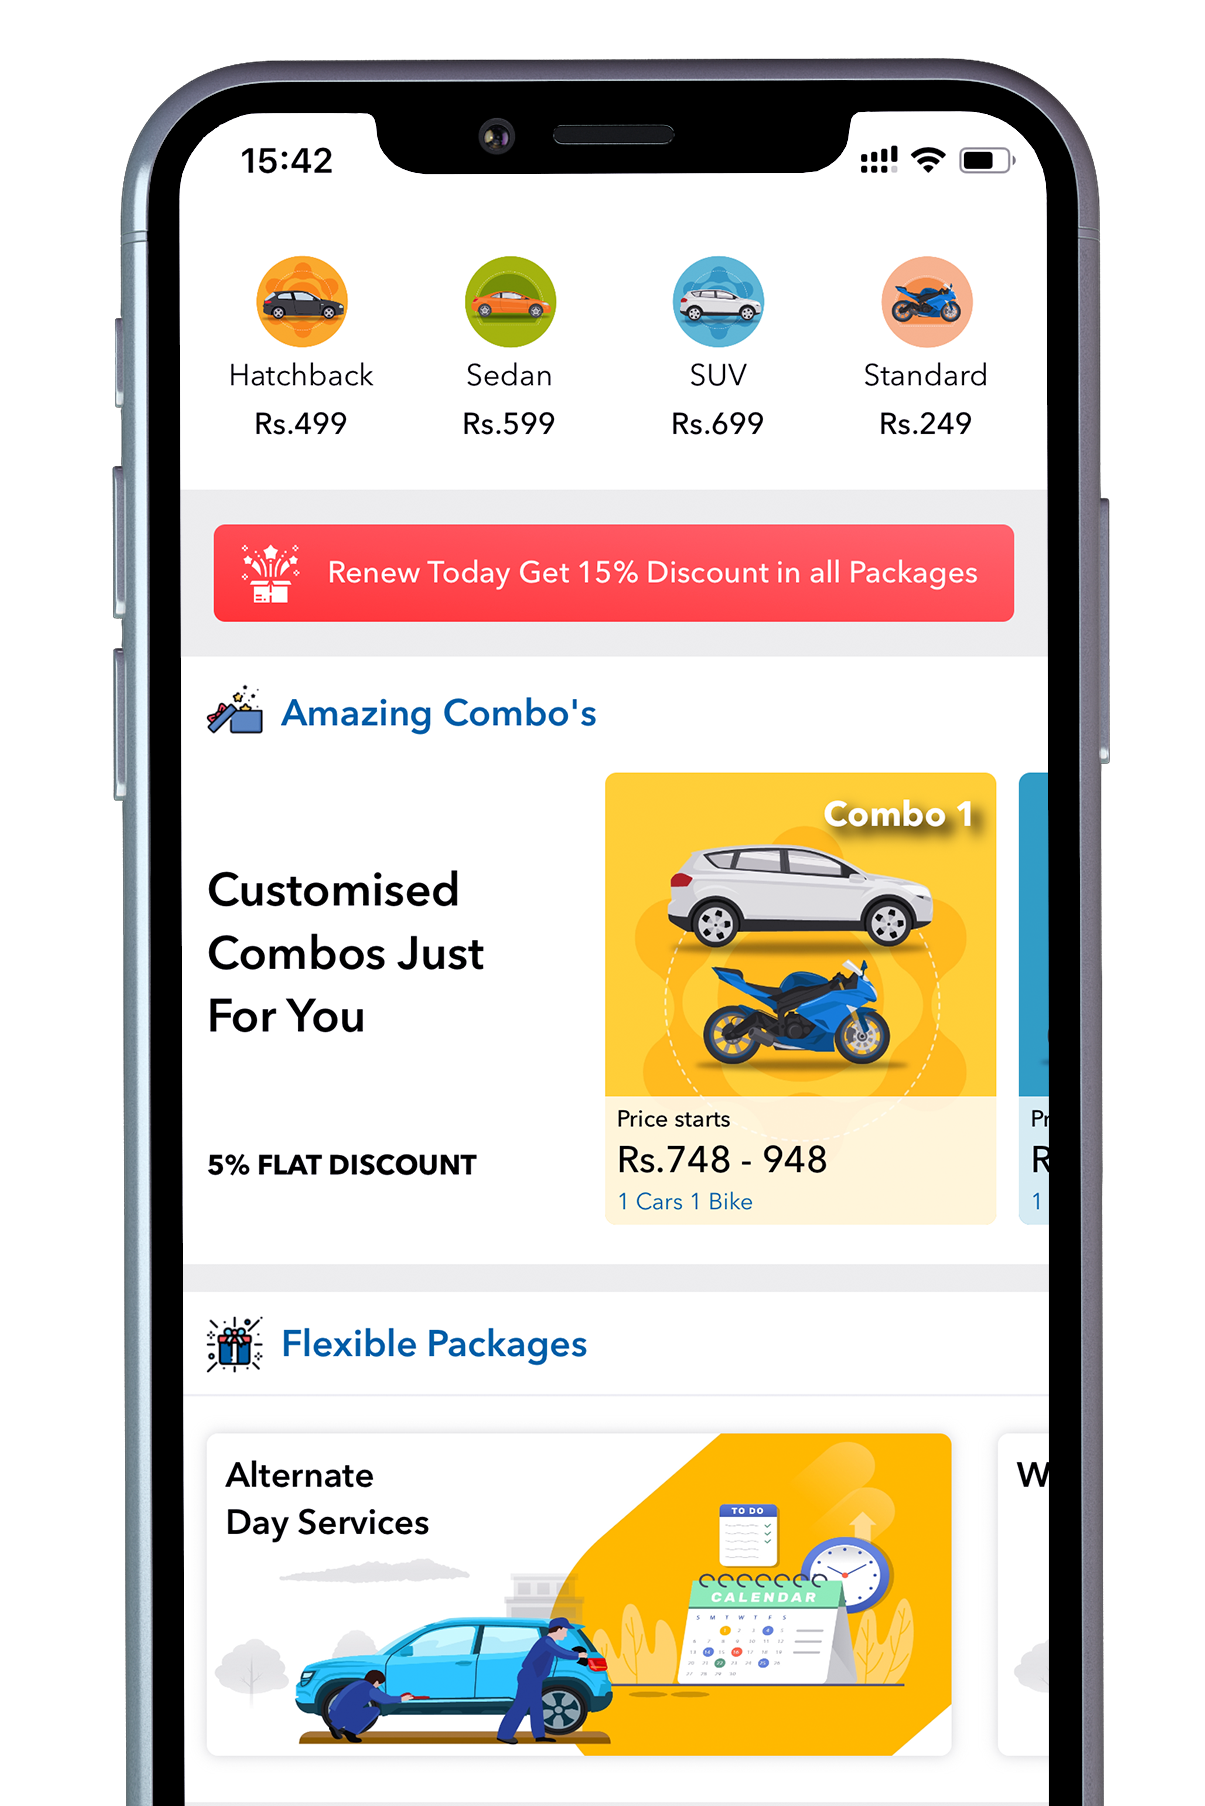 15:42
Hatchback
Sedan
SUV
Standard
Rs.499
Rs.599
Rs.699
Rs.249
Renew Today Get 15% Discount in all Packages
Amazing Combo's
Customised
Combos Just
For You
5% FLAT DISCOUNT
Combo 1
Price starts
Rs.748 - 948
1 Cars 1 Bike
1
Flexible Packages
Alternate
Day Services
TO DO
CALENDAR
S M T W T F S